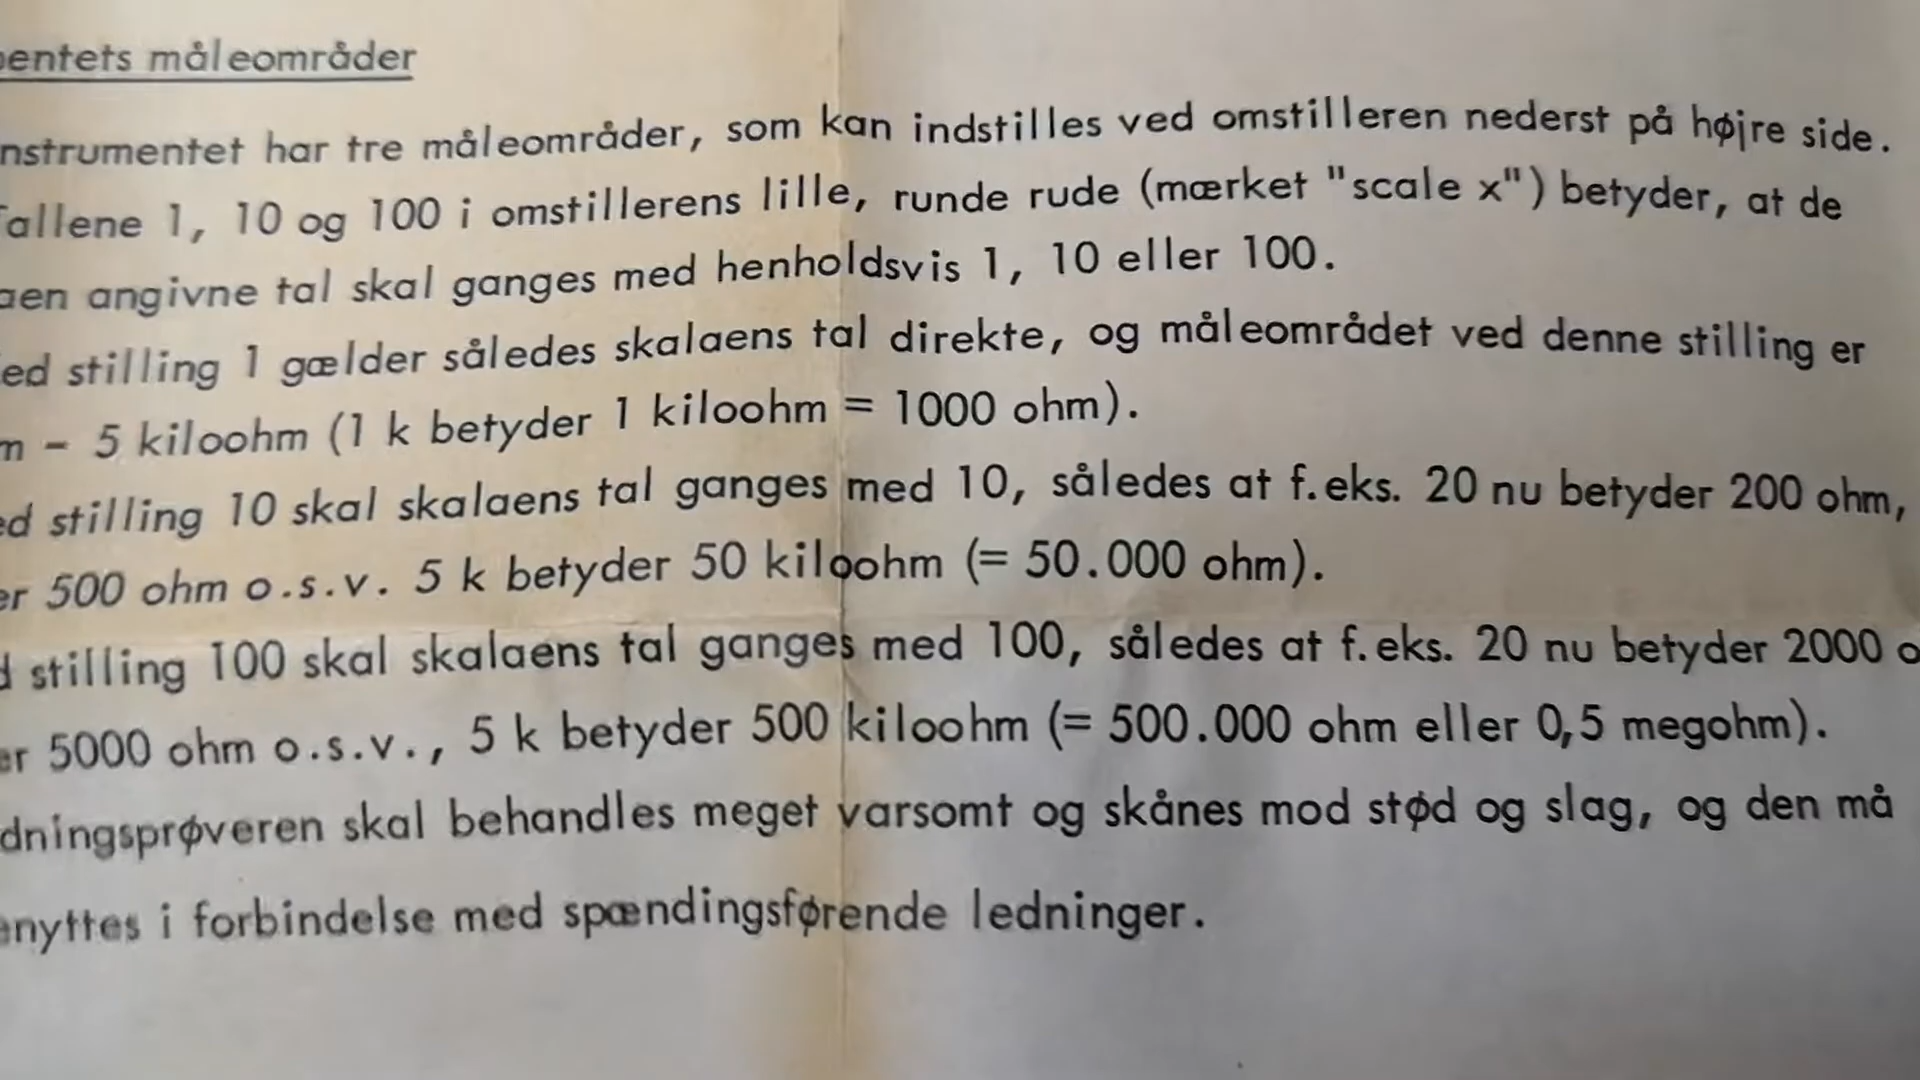 entets måleområder
nstrumentet har tre måleområder, som kan indstilles ved omstilleren nederst på højre side.
allene 1, 10 og 100 i omstillerens lille, runde rude (mærket "scale x") betyder, at de
aen angivne tal skal ganges med henholdsvis 1, 10 eller 100.
ed stilling 1 gælder således skalaens tal direkte, og måleområdet ved denne stilling er
m - 5 kiloohm (1 k betyder 1 kiloohm = 1000 ohm).
ed stilling 10 skal skalaens tal ganges med 10, således at f.eks. 20 nu betyder 200 ohm,
er 500 ohm o.s.v. 5 k betyder 50 kiloohm (= 50.000 ohm).
d stilling 100 skal skalaens tal ganges med 100, således at f.eks. 20 nu betyder 2000 o
er 5000 ohm o.s.v., 5 k betyder 500 kiloohm (= 500.000 ohm eller 0,5 megohm).
dningsprøveren skal behandles meget varsomt og skånes mod stød og slag, og den må
enyttes i forbindelse med spændingsførende ledninger.